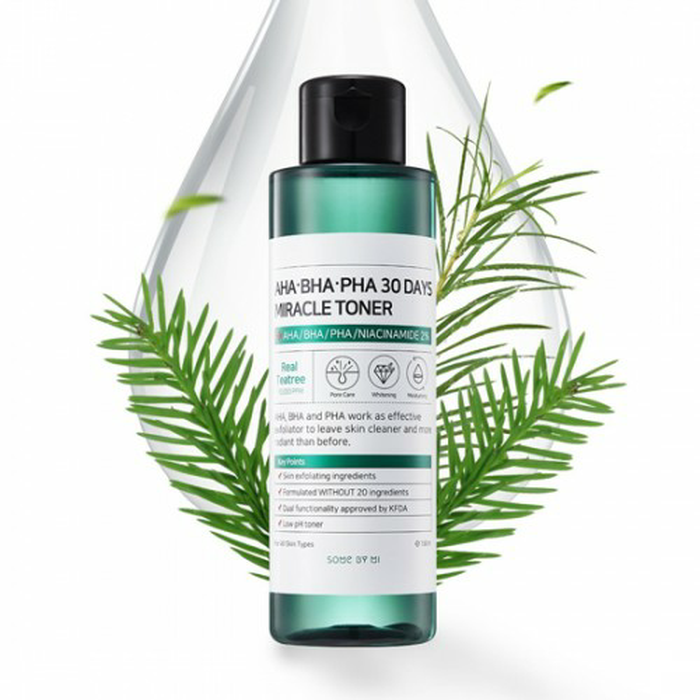 AHA·BHA·PHA 30 DAYS
MIRACLE TONER
AHA/BHA/PHA/NIACINAMIDE 2%
Real
Teatree
Pore Care
Whitening
Moisturizing
AHA, BHA and PHA work as effective
exfoliator to leave skin cleaner and more
radiant than before.
Key Points
✓ Skin exfoliating ingredients
✓ Formulated WITHOUT 20 ingredients
✓ Dual functionality approved by KFDA
✓ Low pH toner
For All Skin Types
SOME BY MI